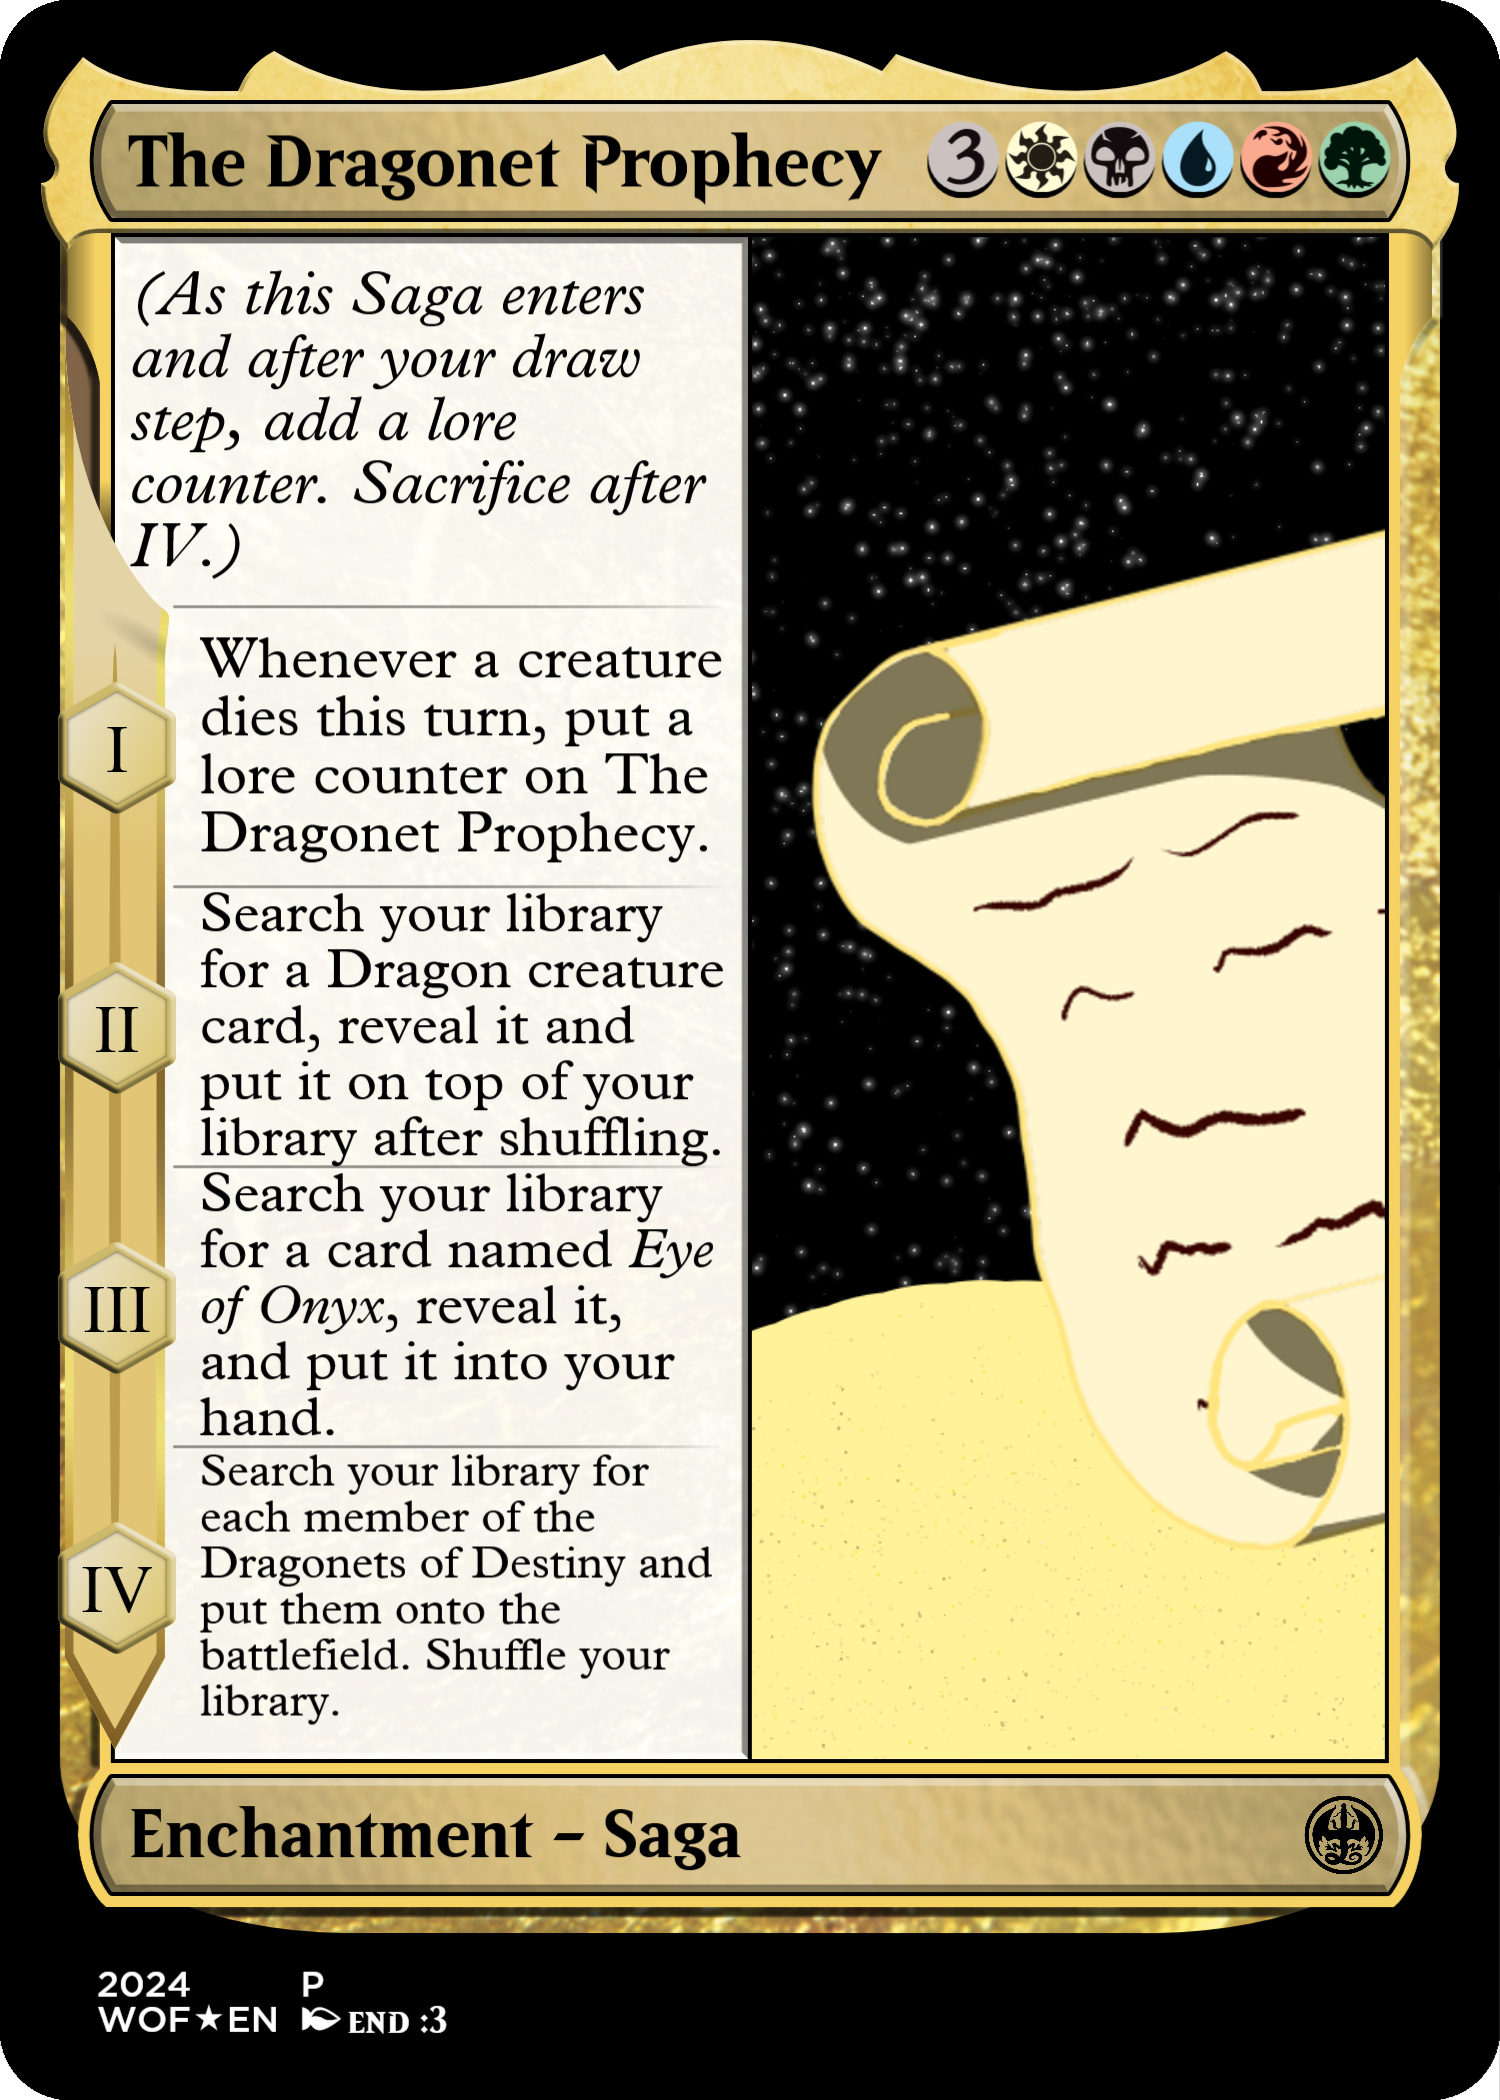 The Dragonet Prophecy 3
(As this Saga enters
and after your draw
step, add a lore
counter. Sacrifice after
IV.)
I
Whenever a creature
dies this turn, put a
lore counter on The
Dragonet Prophecy.
II
Search your library
for a Dragon creature
card, reveal it and
put it on top of your
library after shuffling.
III
Search your library
for a card named Eye
of Onyx, reveal it,
and put it into your
hand.
IV
Search your library for
each member of the
Dragonets of Destiny and
put them onto the
battlefield. Shuffle your
library.
Enchantment – Saga
2024 P
WOF★EN END :3